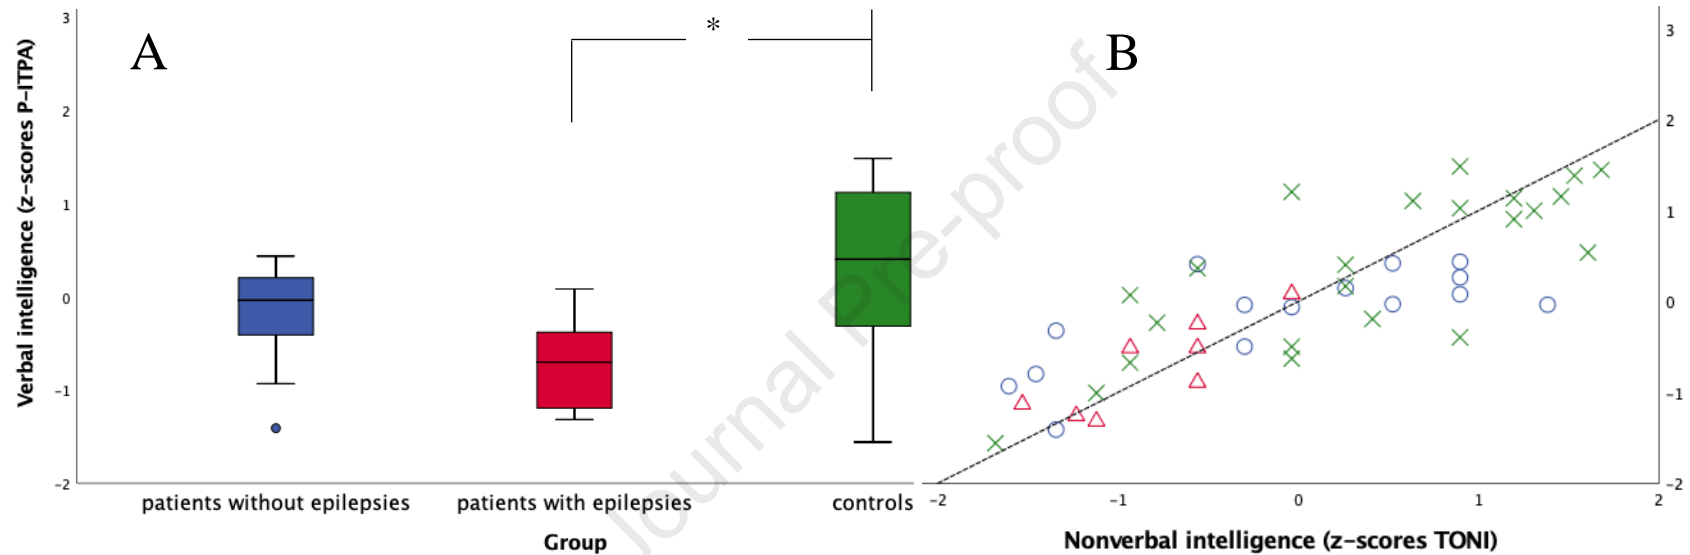 A
*
B
Verbal intelligence (z-scores P-ITPA)
3
2
1
0
-1
-2
patients without epilepsies
patients with epilepsies
controls
Group
3
2
1
0
-1
-2
-2
-1
0
1
2
Nonverbal intelligence (z-scores TONI)
Journal Pre-proof